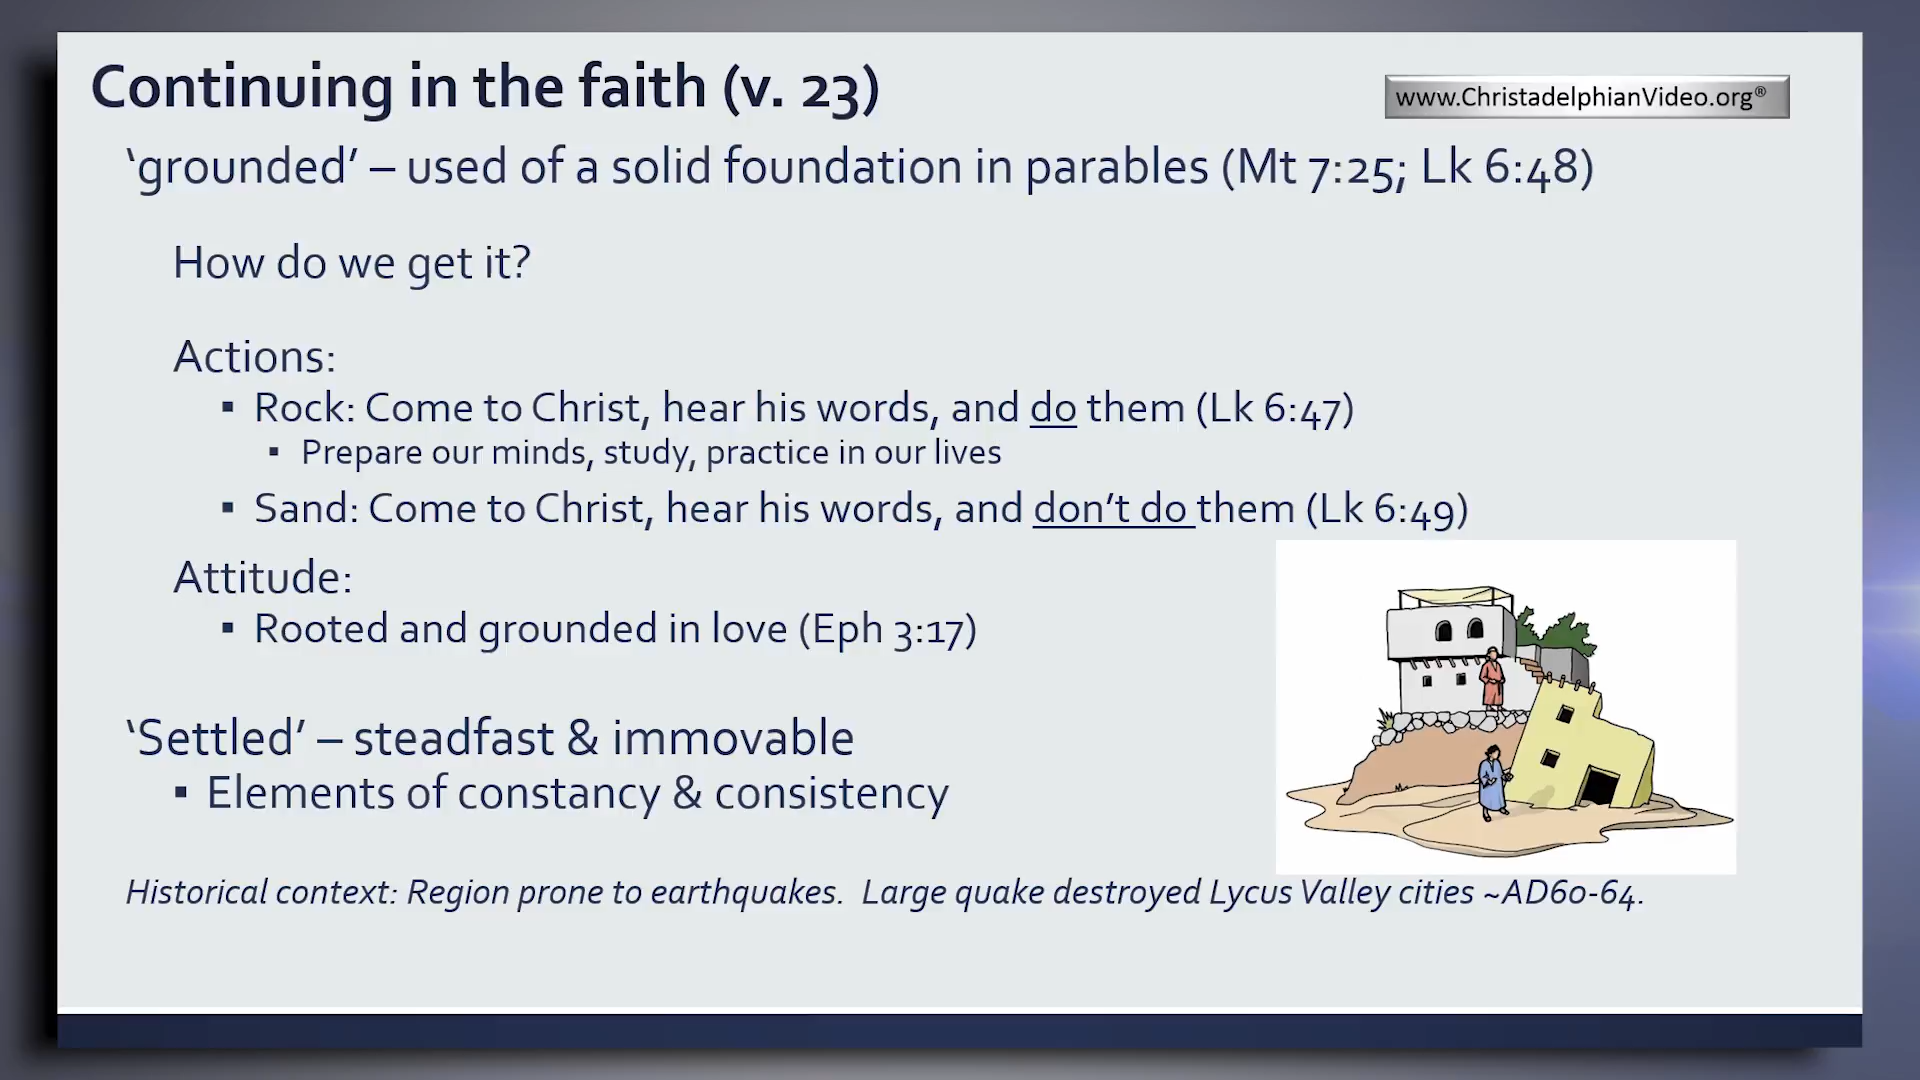 Continuing in the faith (v. 23)
www.ChristadelphianVideo.org®
‘grounded’ – used of a solid foundation in parables (Mt 7:25; Lk 6:48)
How do we get it?
Actions:
▪ Rock: Come to Christ, hear his words, and do them (Lk 6:47)
▪ Prepare our minds, study, practice in our lives
▪ Sand: Come to Christ, hear his words, and don’t do them (Lk 6:49)
Attitude:
▪ Rooted and grounded in love (Eph 3:17)
‘Settled’ – steadfast & immovable
▪ Elements of constancy & consistency
Historical context: Region prone to earthquakes. Large quake destroyed Lycus Valley cities ~AD60-64.